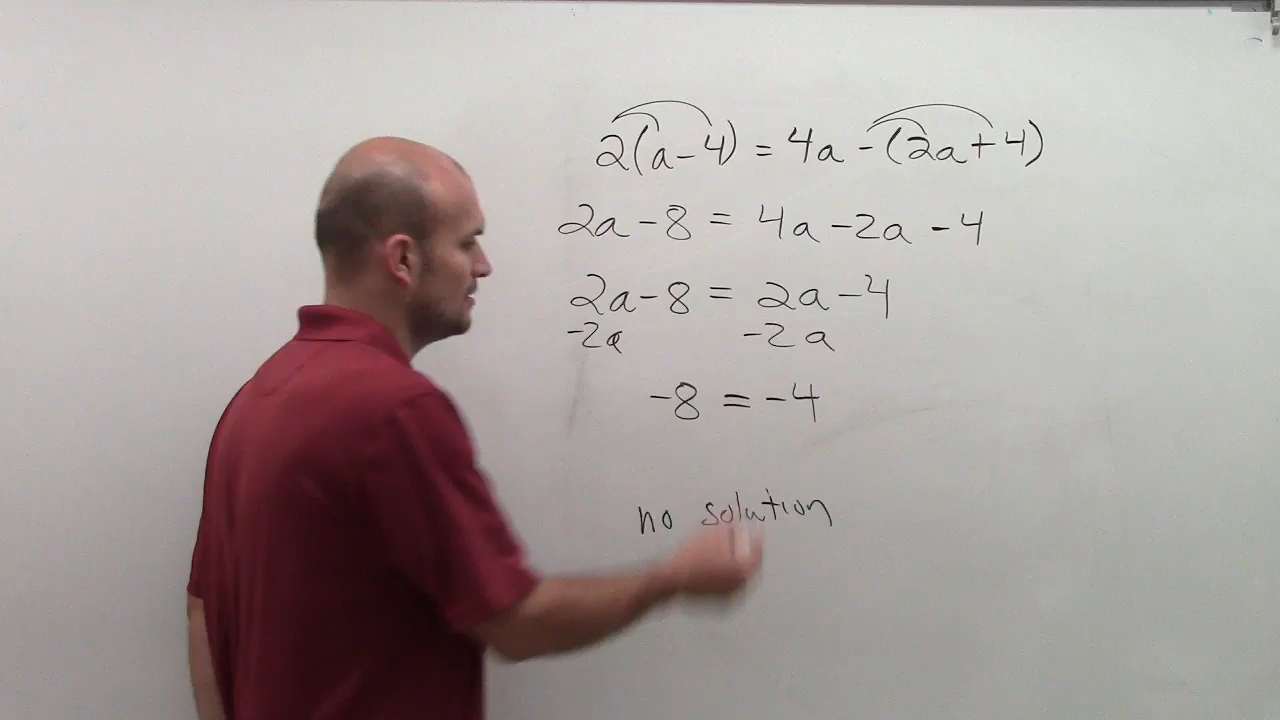 2(a-4) = 4a -(2a+4)
2a-8 = 4a-2a-4
2a-8 = 2a-4
-2a -2a
-8 = -4
no solution